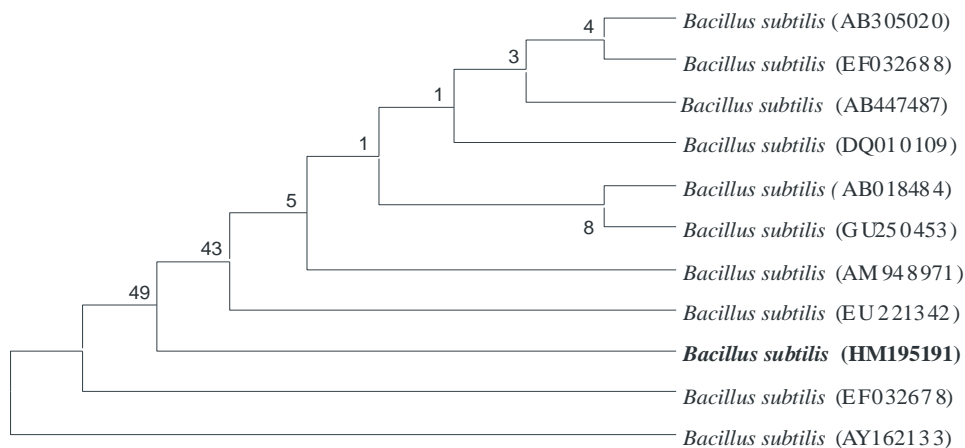 4
Bacillus subtilis (AB305020)
3
Bacillus subtilis (EF032688)
1
Bacillus subtilis (AB447487)
1
Bacillus subtilis (DQ010109)
5
Bacillus subtilis (AB018484)
8
Bacillus subtilis (GU250453)
43
Bacillus subtilis (AM948971)
49
Bacillus subtilis (EU221342)
Bacillus subtilis (HM195191)
Bacillus subtilis (EF032678)
Bacillus subtilis (AY162133)